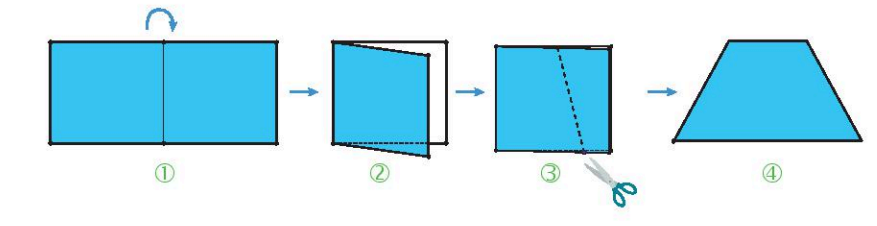 ① ② ③ ④